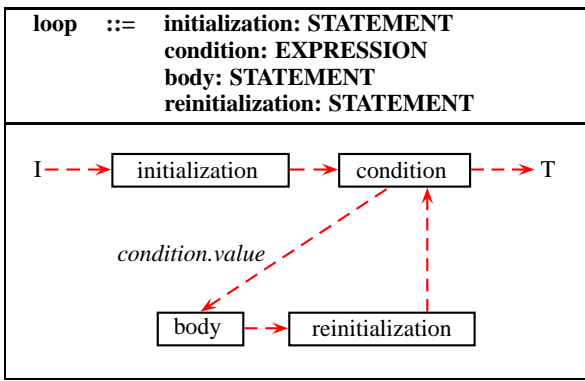 loop ::= initialization: STATEMENT
condition: EXPRESSION
body: STATEMENT
reinitialization: STATEMENT
I initialization condition T
condition.value
body reinitialization